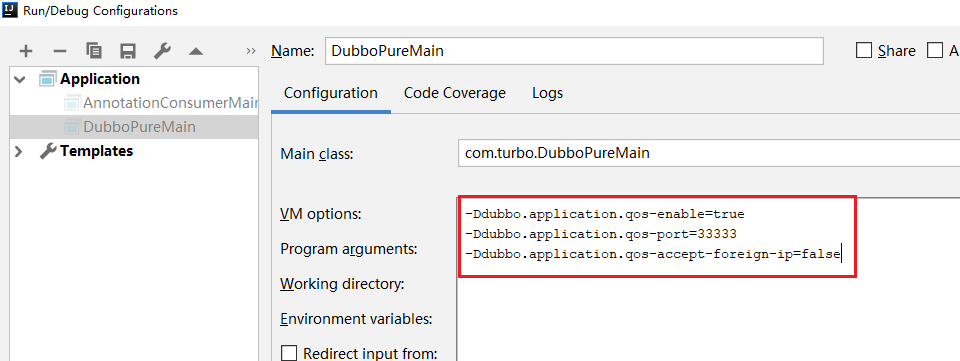 Run/Debug Configurations
Name: DubboPureMain Share A
Application
AnnotationConsumerMain
DubboPureMain
Templates
Configuration Code Coverage Logs
Main class: com.turbo.DubboPureMain
VM options: -Ddubbo.application.qos-enable=true
-Ddubbo.application.qos-port=33333
Program arguments: -Ddubbo.application.qos-accept-foreign-ip=false
Working directory:
Environment variables:
Redirect input from: